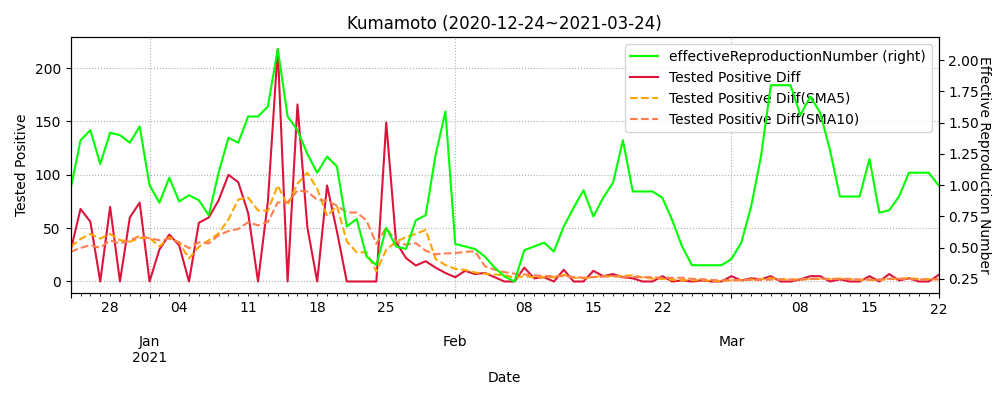 Kumamoto (2020-12-24~2021-03-24)
effectiveReproductionNumber (right)
Tested Positive Diff
Tested Positive Diff(SMA5)
Tested Positive Diff(SMA10)
Tested Positive
200
150
100
50
0
2.00
1.75
1.50
1.25
1.00
0.75
0.50
0.25
Effective Reproduction Number
28 04 11 18 25 08 15 22 08 15 22
Jan Feb Mar
2021
Date